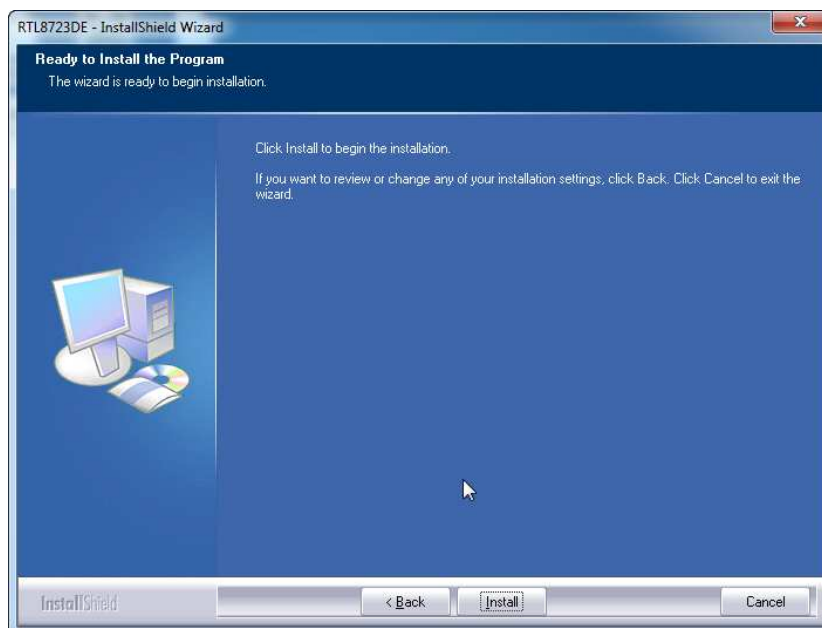 RTL8723DE - InstallShield Wizard
Ready to Install the Program
The wizard is ready to begin installation.
Click Install to begin the installation.
If you want to review or change any of your installation settings, click Back. Click Cancel to exit the
wizard.
InstallShield
< Back
Install
Cancel